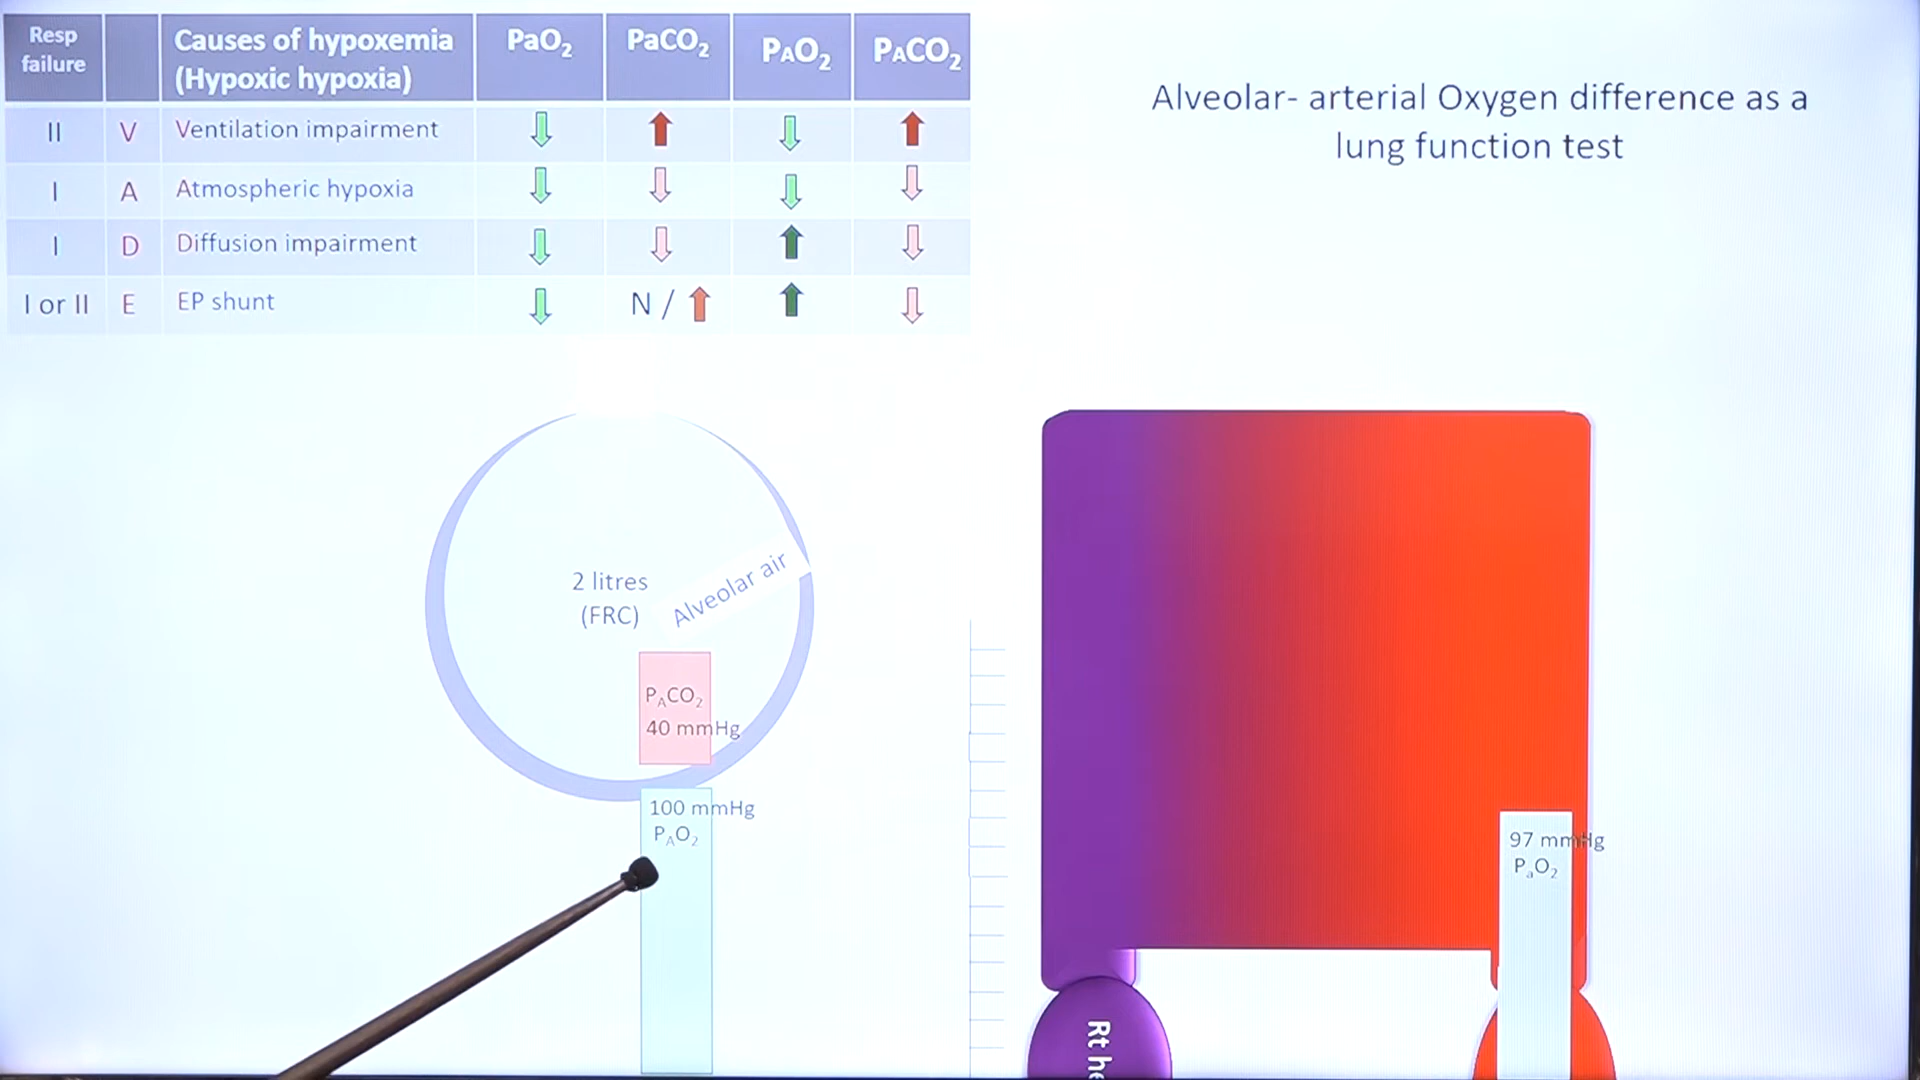 Resp failure
Causes of hypoxemia (Hypoxic hypoxia)
PaO2
PaCO2
PAO2
PACO2
II V Ventilation impairment
I A Atmospheric hypoxia
I D Diffusion impairment
I or II E EP shunt N /
Alveolar- arterial Oxygen difference as a
lung function test
2 litres
(FRC)
Alveolar air
PACO2
40 mmHg
100 mmHg
PAO2
97 mmHg
PaO2
Rt